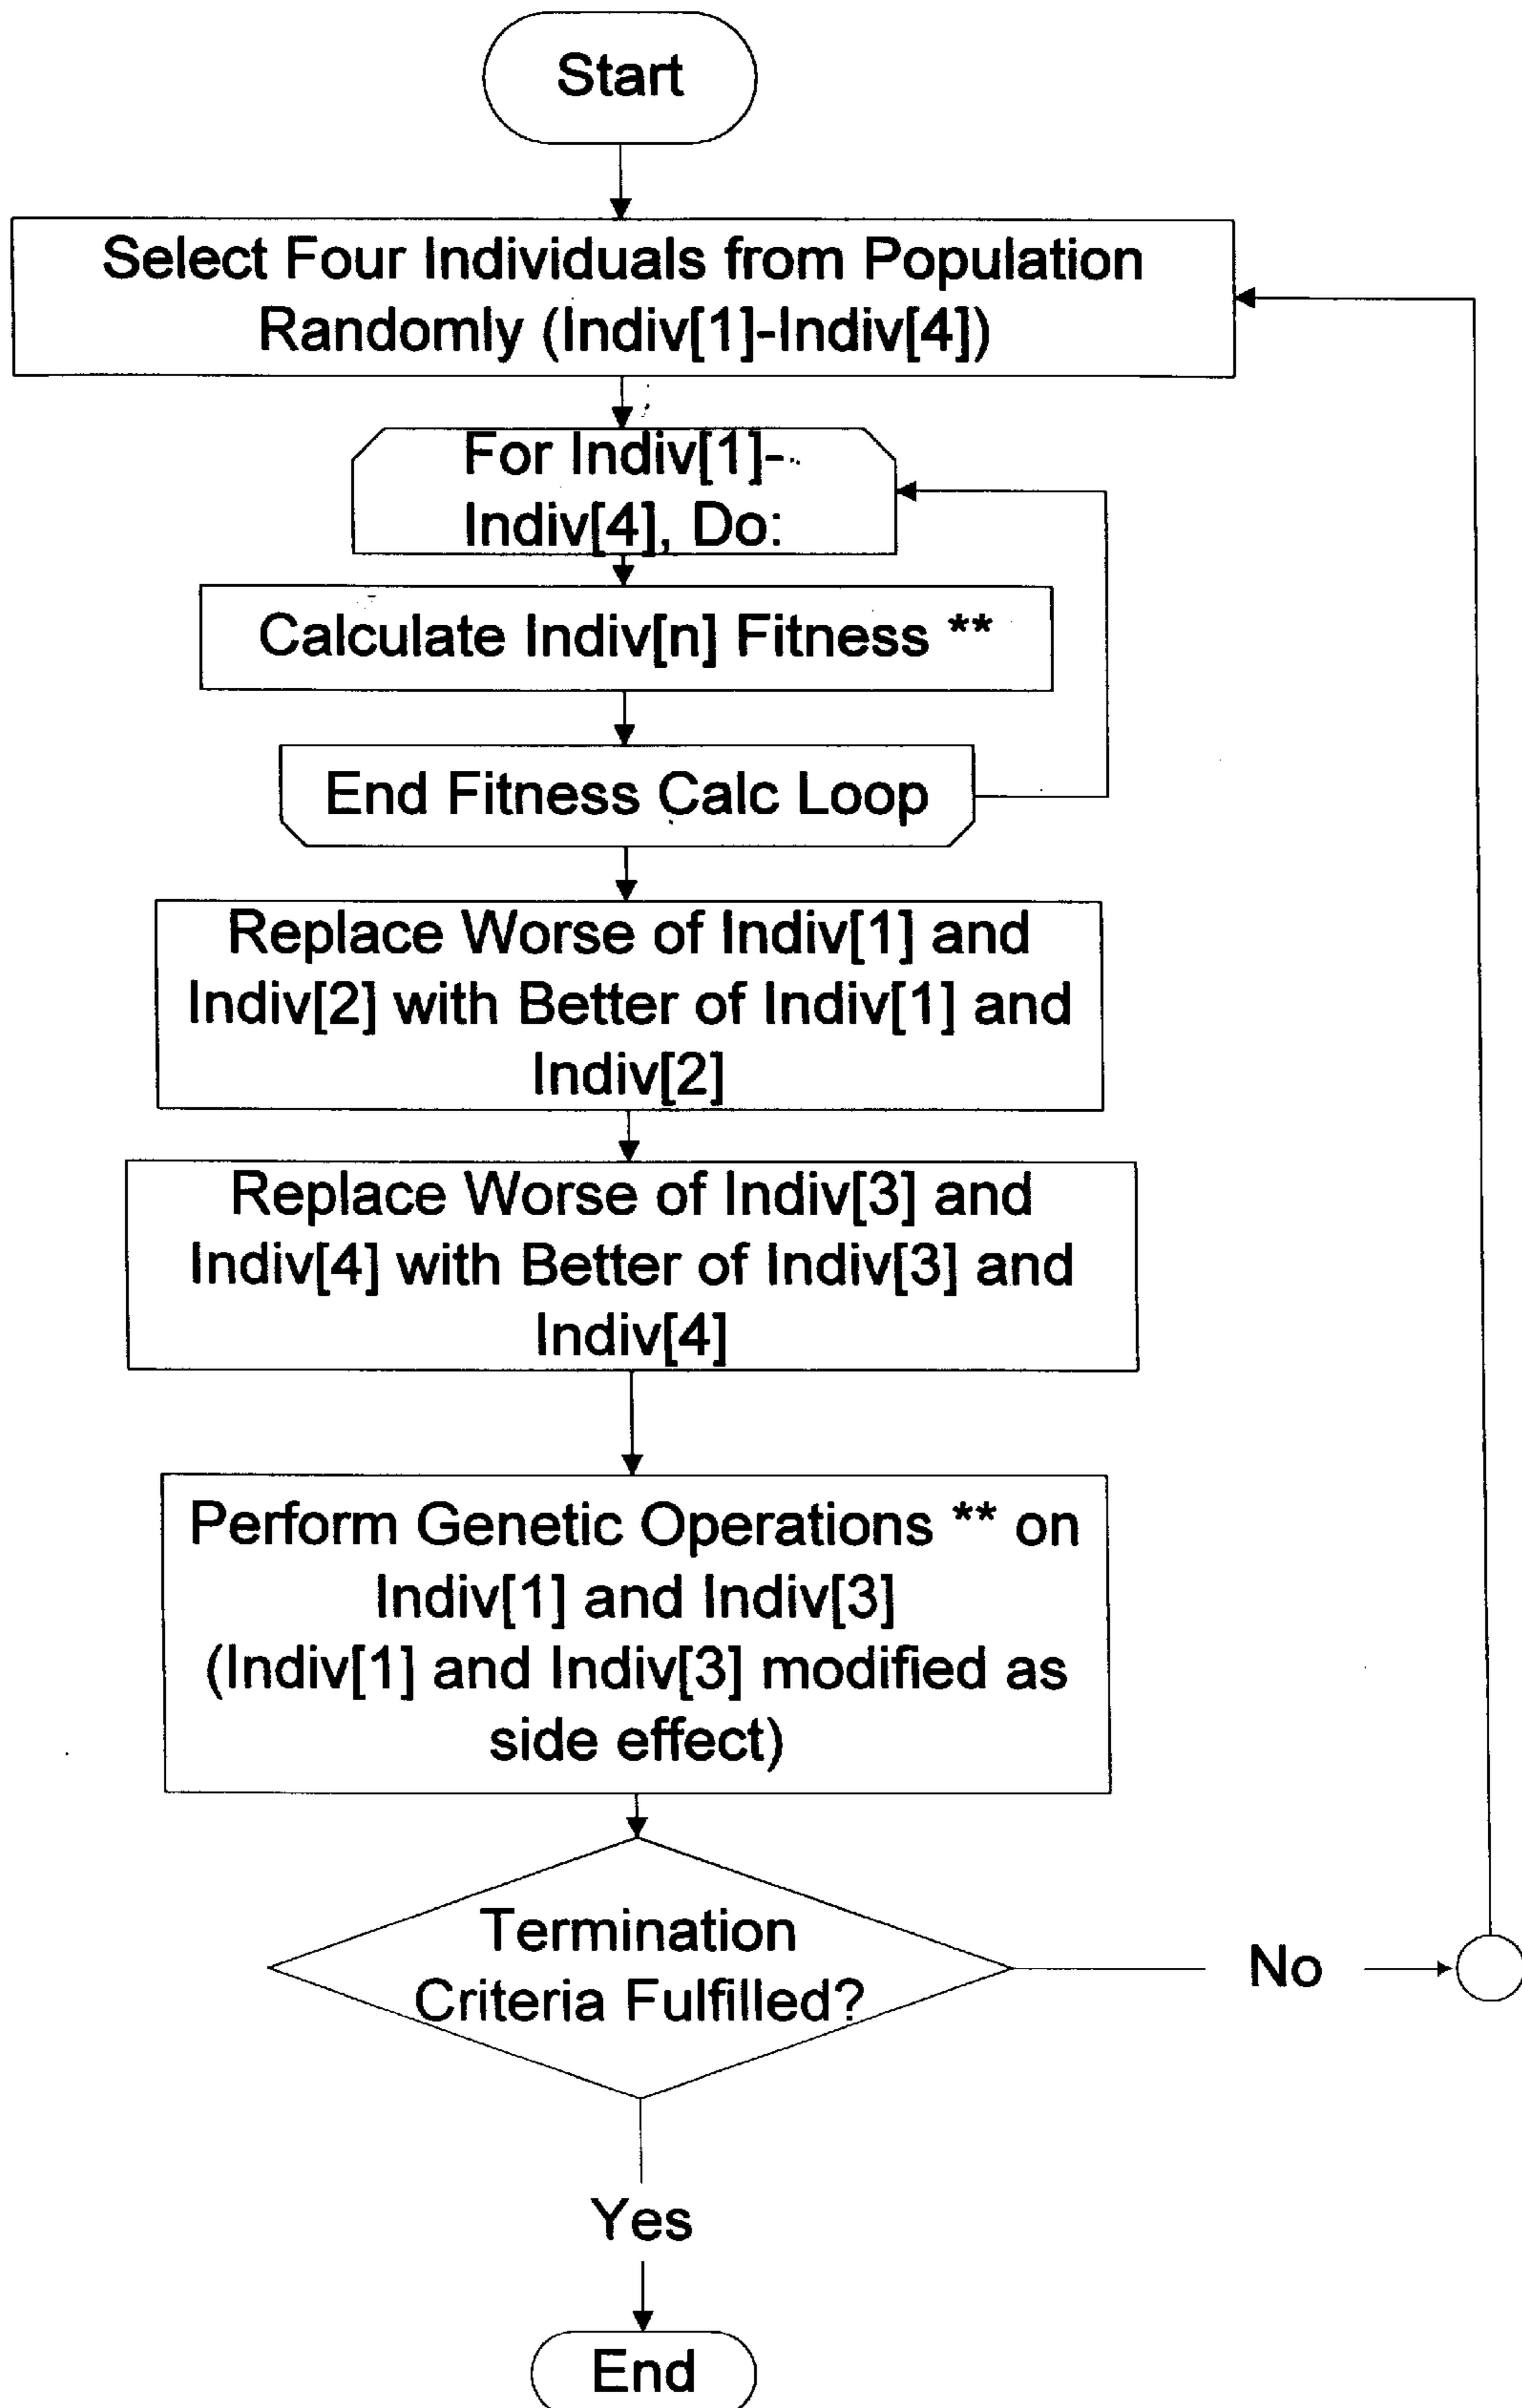 Start
Select Four Individuals from Population
Randomly (Indiv[1]-Indiv[4])
For Indiv[1]-
Indiv[4], Do:
Calculate Indiv[n] Fitness **
End Fitness Calc Loop
Replace Worse of Indiv[1] and
Indiv[2] with Better of Indiv[1] and
Indiv[2]
Replace Worse of Indiv[3] and
Indiv[4] with Better of Indiv[3] and
Indiv[4]
Perform Genetic Operations ** on
Indiv[1] and Indiv[3]
(Indiv[1] and Indiv[3] modified as
side effect)
Termination
Criteria Fulfilled?
No
Yes
End